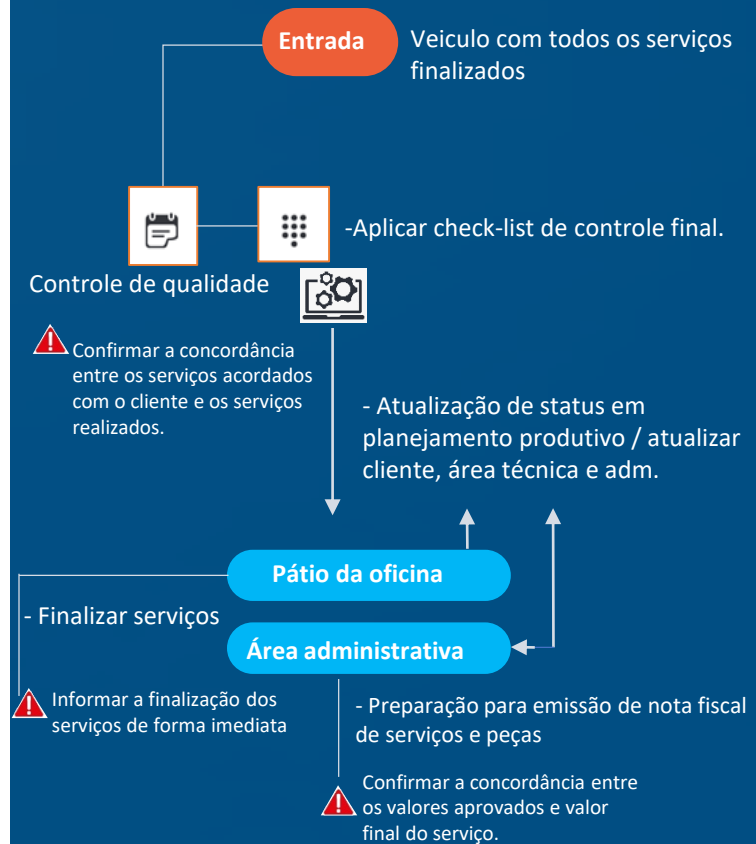 Entrada
Veiculo com todos os serviços
finalizados
-Aplicar check-list de controle final.
Controle de qualidade
Confirmar a concordância
entre os serviços acordados
com o cliente e os serviços
realizados.
- Atualização de status em
planejamento produtivo / atualizar
cliente, área técnica e adm.
Pátio da oficina
- Finalizar serviços
Área administrativa
Informar a finalização dos
serviços de forma imediata
- Preparação para emissão de nota fiscal
de serviços e peças
Confirmar a concordância entre
os valores aprovados e valor
final do serviço.